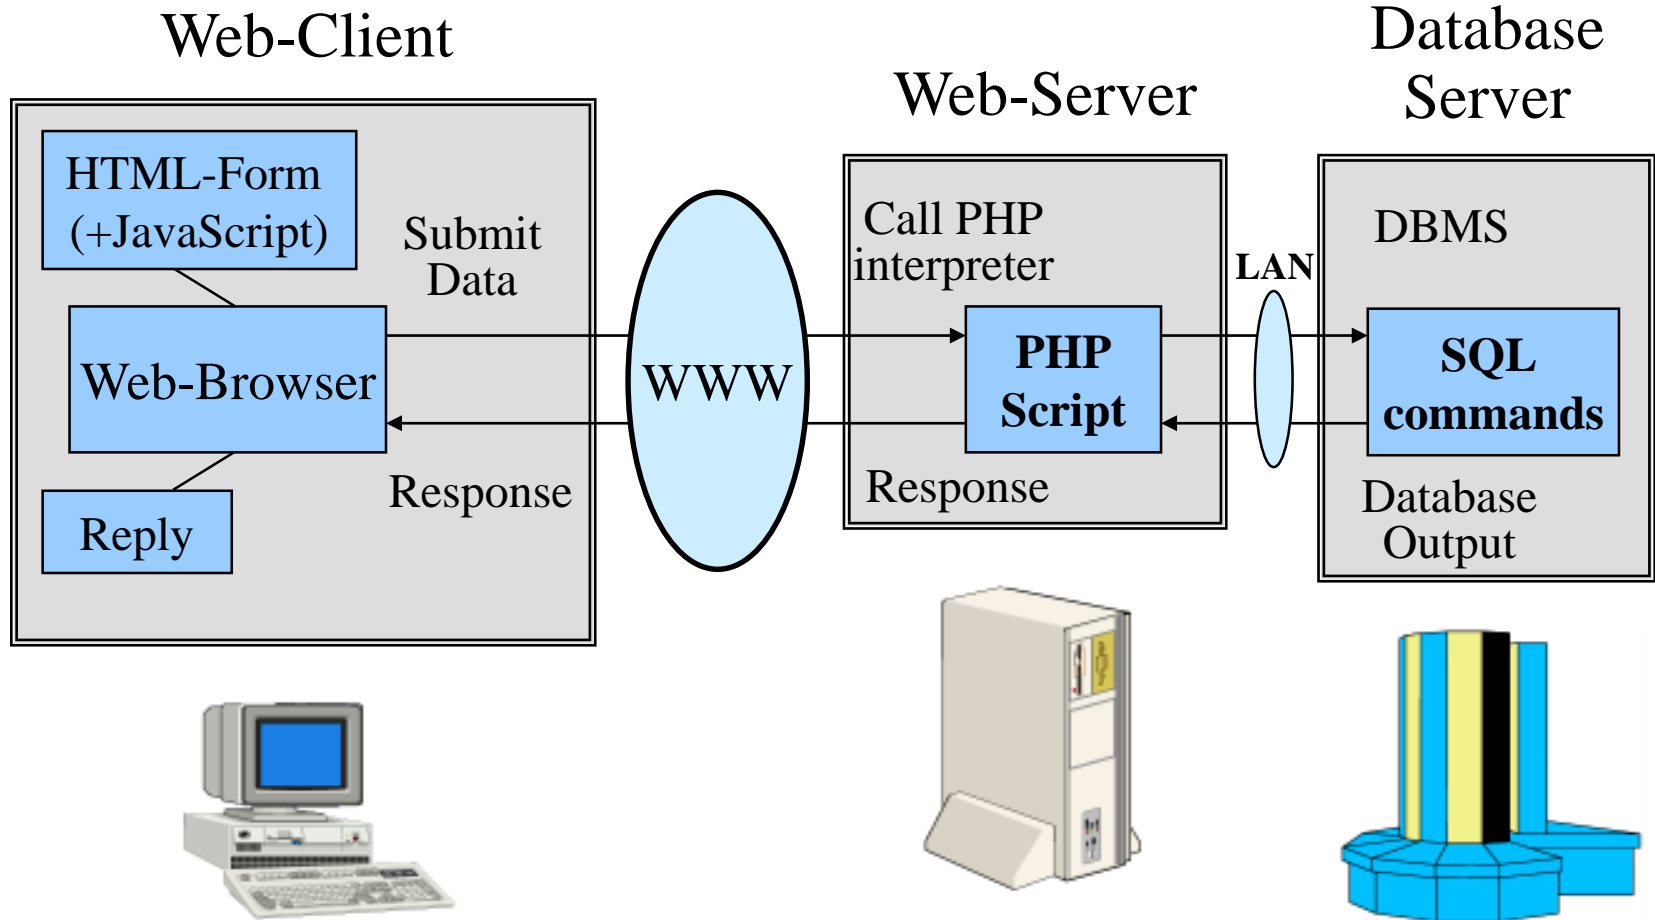 Web-Client
HTML-Form
(+JavaScript)
Submit
Data
Web-Browser
Response
Reply
WWW
Web-Server
Call PHP
interpreter
PHP
Script
Response
LAN
Database
Server
DBMS
SQL
commands
Database
Output